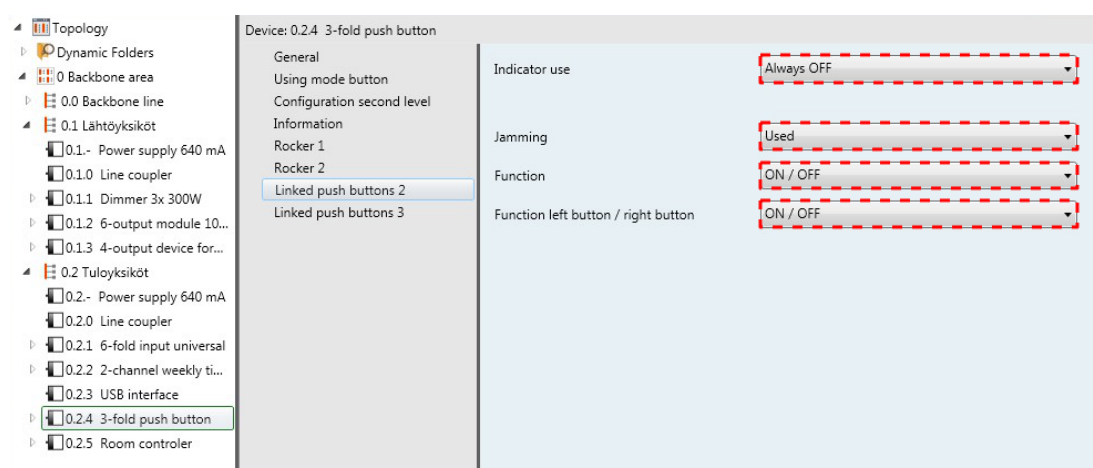 Topology
Dynamic Folders
0 Backbone area
0.0 Backbone line
0.1 Lähtöyksiköt
0.1.- Power supply 640 mA
0.1.0 Line coupler
0.1.1 Dimmer 3x 300W
0.1.2 6-output module 10...
0.1.3 4-output device for...
0.2 Tuloyksiköt
0.2.- Power supply 640 mA
0.2.0 Line coupler
0.2.1 6-fold input universal
0.2.2 2-channel weekly ti...
0.2.3 USB interface
0.2.4 3-fold push button
0.2.5 Room controler
Device: 0.2.4 3-fold push button
General
Using mode button
Configuration second level
Information
Rocker 1
Rocker 2
Linked push buttons 2
Linked push buttons 3
Indicator use Always OFF
Jamming Used
Function ON / OFF
Function left button / right button ON / OFF